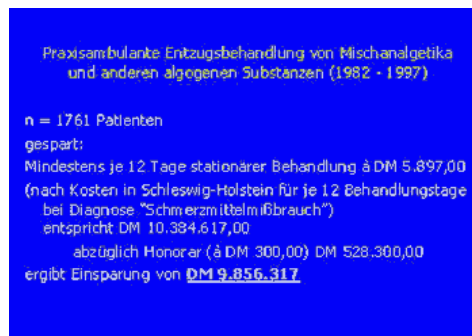 Praxisambulante Entzugsbehandlung von Mischanalgetika
und anderen algogenen Substanzen (1982 - 1997)
n = 1761 Patienten
gespart:
Mindestens je 12 Tage stationärer Behandlung à DM 5.897,00
(nach Kosten in Schleswig-Holstein für je 12 Behandlungstage
bei Diagnose "Schmerzmittelmißbrauch")
entspricht DM 10.384.617,00
abzüglich Honorar (à DM 300,00) DM 528.300,00
ergibt Einsparung von DM 9.856.317